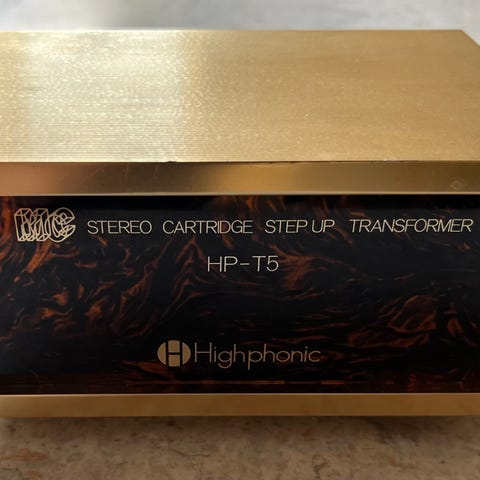 MC STEREO CARTRIDGE STEP UP TRANSFORMER
HP-T5
Highphonic